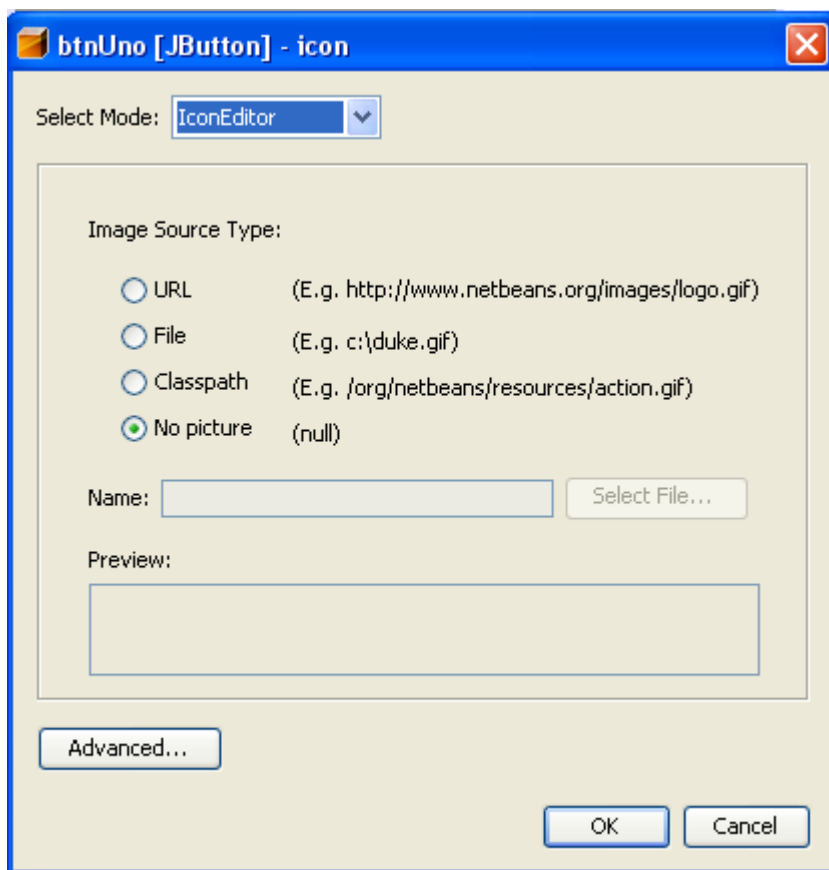 btnUno [JButton] - icon
Select Mode: IconEditor
Image Source Type:
URL (E.g. http://www.netbeans.org/images/logo.gif)
File (E.g. c:\duke.gif)
Classpath (E.g. /org/netbeans/resources/action.gif)
No picture (null)
Name: Select File...
Preview:
Advanced...
OK Cancel